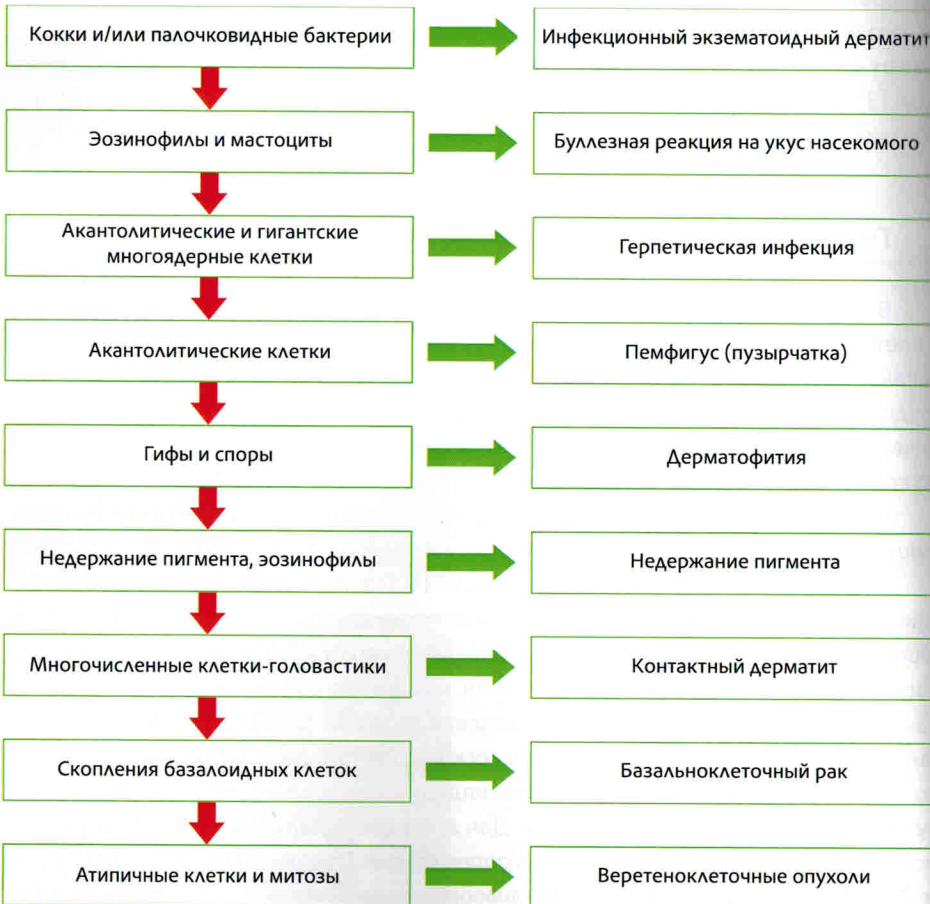 Кокки и/или палочковидные бактерии
Инфекционный экзематоидный дерматит
Эозинофилы и мастоциты
Буллезная реакция на укус насекомого
Акантолитические и гигантские
многоядерные клетки
Герпетическая инфекция
Акантолитические клетки
Пемфигус (пузырчатка)
Гифы и споры
Дерматофития
Недержание пигмента, эозинофилы
Недержание пигмента
Многочисленные клетки-головастики
Контактный дерматит
Скопления базалоидных клеток
Базальноклеточный рак
Атипичные клетки и митозы
Веретеноклеточные опухоли